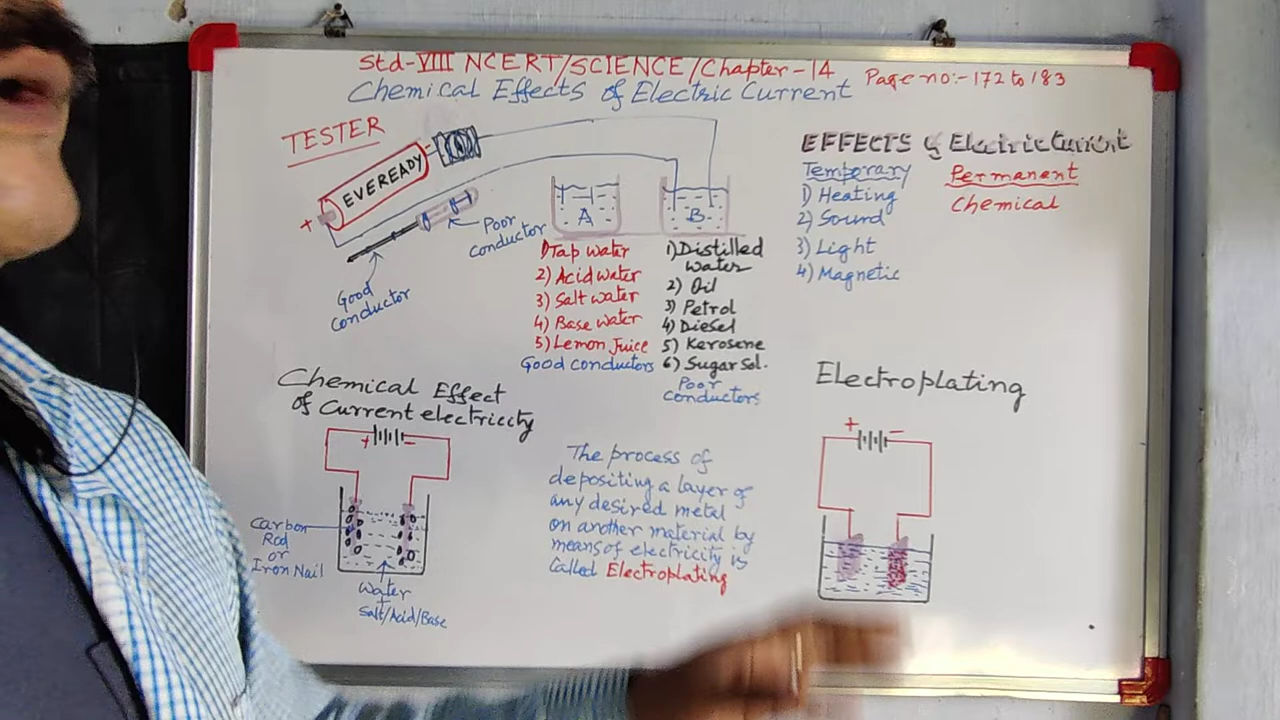 Std-VIII NCERT/SCIENCE/Chapter-14
Page no:- 172 to 183
Chemical Effects of Electric Current
TESTER
EVEREADY
-
+
Good
conductor
Poor
conductor
A
B
1) Tap water
2) Acid water
3) Salt water
4) Base water
5) Lemon Juice
Good conductors
1) Distilled
water
2) Oil
3) Petrol
4) Diesel
5) Kerosene
6) Sugar Sol.
Poor
conductors
EFFECTS of Electric Current
Temporary
1) Heating
2) Sound
3) Light
4) Magnetic
Permanent
Chemical
Chemical Effect
of Current electricity
+ -
Carbon
Rod
or
Iron Nail
Water
+
Salt/Acid/Base
The process of
depositing a layer of
any desired metal
on another material by
means of electricity is
called Electroplating
Electroplating
+ -